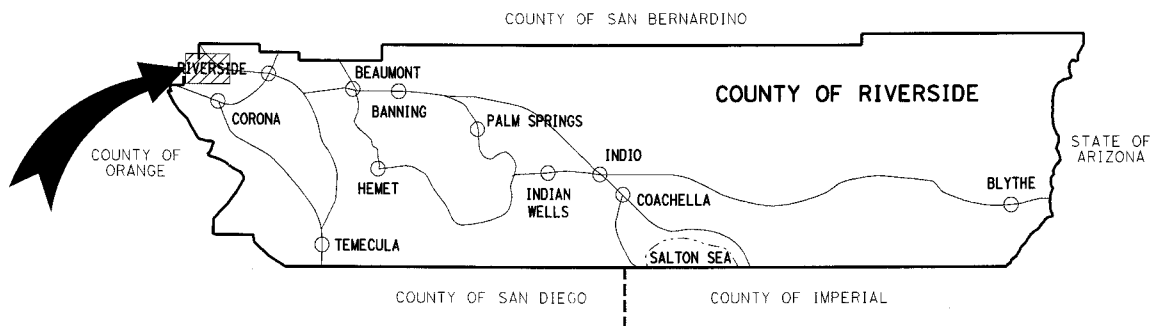 COUNTY OF SAN BERNARDINO
RIVERSIDE
BEAUMONT
BANNING
COUNTY OF RIVERSIDE
CORONA
PALM SPRINGS
COUNTY OF
ORANGE
STATE OF
ARIZONA
INDIO
HEMET
INDIAN
WELLS
COACHELLA
BLYTHE
TEMECULA
SALTON SEA
COUNTY OF SAN DIEGO
COUNTY OF IMPERIAL